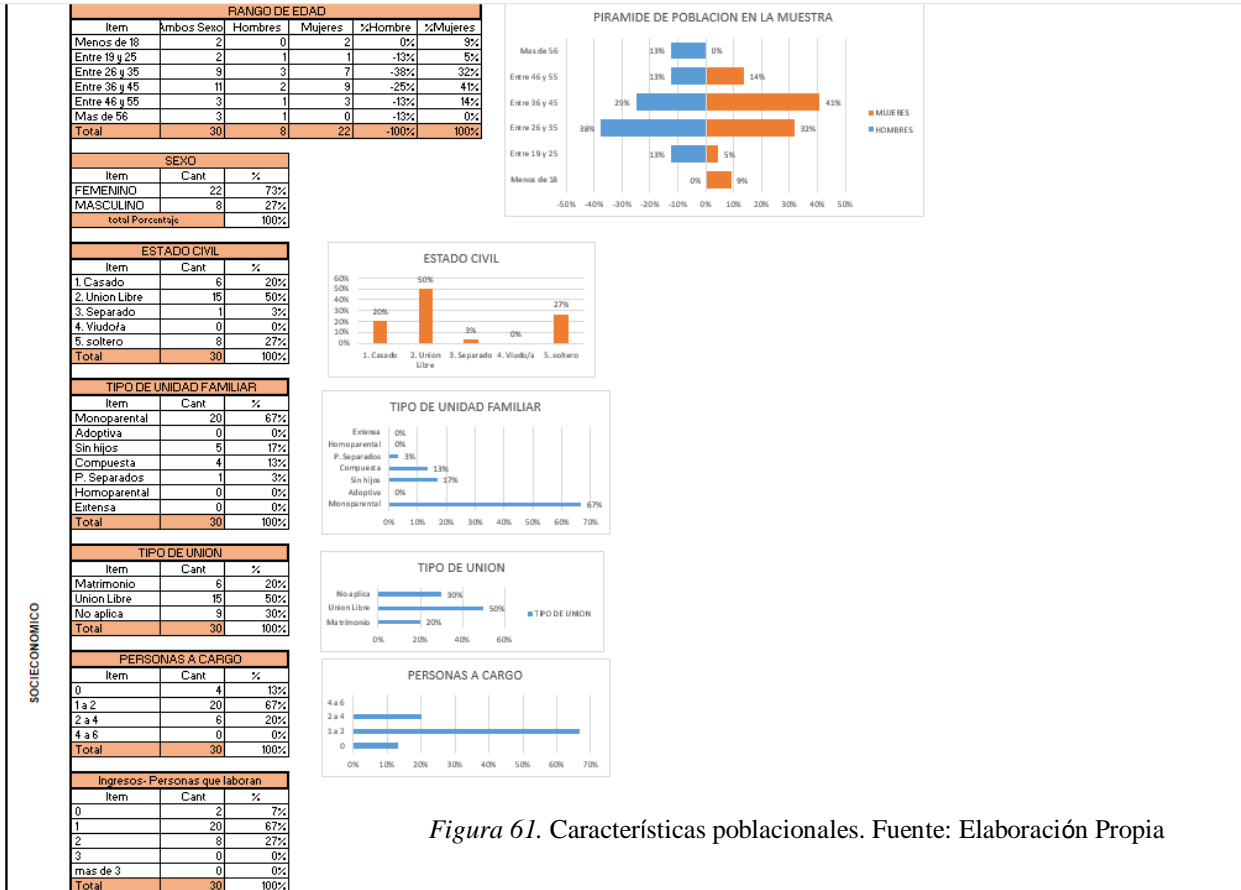 RANGO DE EDAD
Item Ambos Sexo Hombres Mujeres %Hombre %Mujeres
Menos de 18 2 0 2 0% 9%
Entre 19 y 25 2 1 1 -13% 5%
Entre 26 y 35 9 3 7 -38% 32%
Entre 36 y 45 11 2 9 -25% 41%
Entre 46 y 55 3 1 3 -13% 14%
Mas de 56 3 1 0 -13% 0%
Total 30 8 22 -100% 100%
PIRAMIDE DE POBLACION EN LA MUESTRA
Mas de 56 13% 0%
Entre 46 y 55 13% 14%
Entre 36 y 45 25% 41%
Entre 26 y 35 38% 32%
Entre 19 y 25 13% 5%
Menos de 18 0% 9%
-50% -40% -30% -20% -10% 0% 10% 20% 30% 40% 50%
MUJERES
HOMBRES
SEXO
Item Cant %
FEMENINO 22 73%
MASCULINO 8 27%
total Porcentaje 100%
ESTADO CIVIL
Item Cant %
1. Casado 6 20%
2. Union Libre 15 50%
3. Separado 1 3%
4. Viudo/a 0 0%
5. soltero 8 27%
Total 30 100%
ESTADO CIVIL
60%
50%
40%
30%
20%
10%
0%
20% 50% 3% 0% 27%
1. Casado 2. Union Libre 3. Separado 4. Viudo/a 5. soltero
TIPO DE UNIDAD FAMILIAR
Item Cant %
Monoparental 20 67%
Adoptiva 0 0%
Sin hijos 5 17%
Compuesta 4 13%
P. Separados 1 3%
Homoparental 0 0%
Extensa 0 0%
Total 30 100%
TIPO DE UNIDAD FAMILIAR
Extensa 0%
Homoparental 0%
P. Separados 3%
Compuesta 13%
Sin hijos 17%
Adoptiva 0%
Monoparental 67%
0% 10% 20% 30% 40% 50% 60% 70%
TIPO DE UNION
Item Cant %
Matrimonio 6 20%
Union Libre 15 50%
No aplica 9 30%
Total 30 100%
TIPO DE UNION
No aplica 30%
Union Libre 50%
Matrimonio 20%
0% 20% 40% 60%
TIPO DE UNION
SOCIECONOMICO
PERSONAS A CARGO
Item Cant %
0 4 13%
1 a 2 20 67%
2 a 4 6 20%
4 a 6 0 0%
Total 30 100%
PERSONAS A CARGO
4 a 6
2 a 4
1 a 2
0
0% 10% 20% 30% 40% 50% 60% 70%
Ingresos- Personas que laboran
Item Cant %
0 2 7%
1 20 67%
2 8 27%
3 0 0%
mas de 3 0 0%
Total 30 100%
Figura 61. Características poblacionales. Fuente: Elaboración Propia